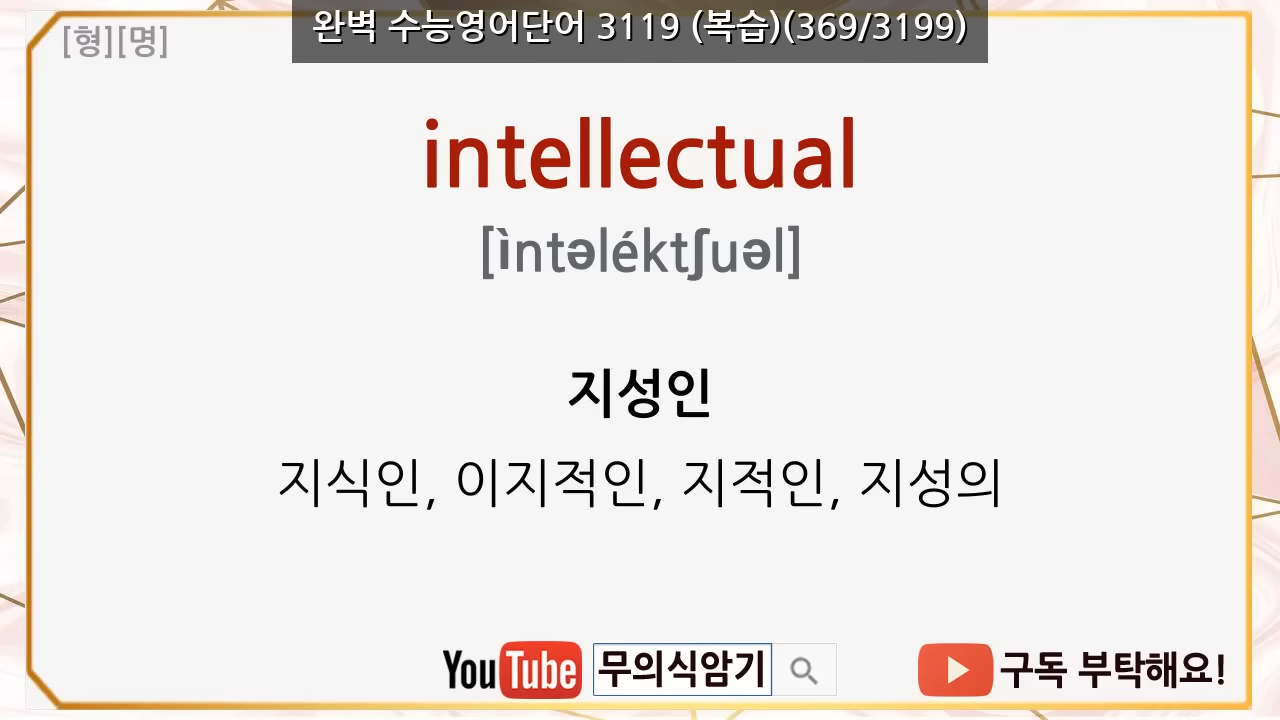 완벽 수능영어단어 3119 (복습)(369/3199)
[형][명]
intellectual
[ìntəléktʃuəl]
지성인
지식인, 이지적인, 지적인, 지성의
YouTube 무의식암기 구독 부탁해요!